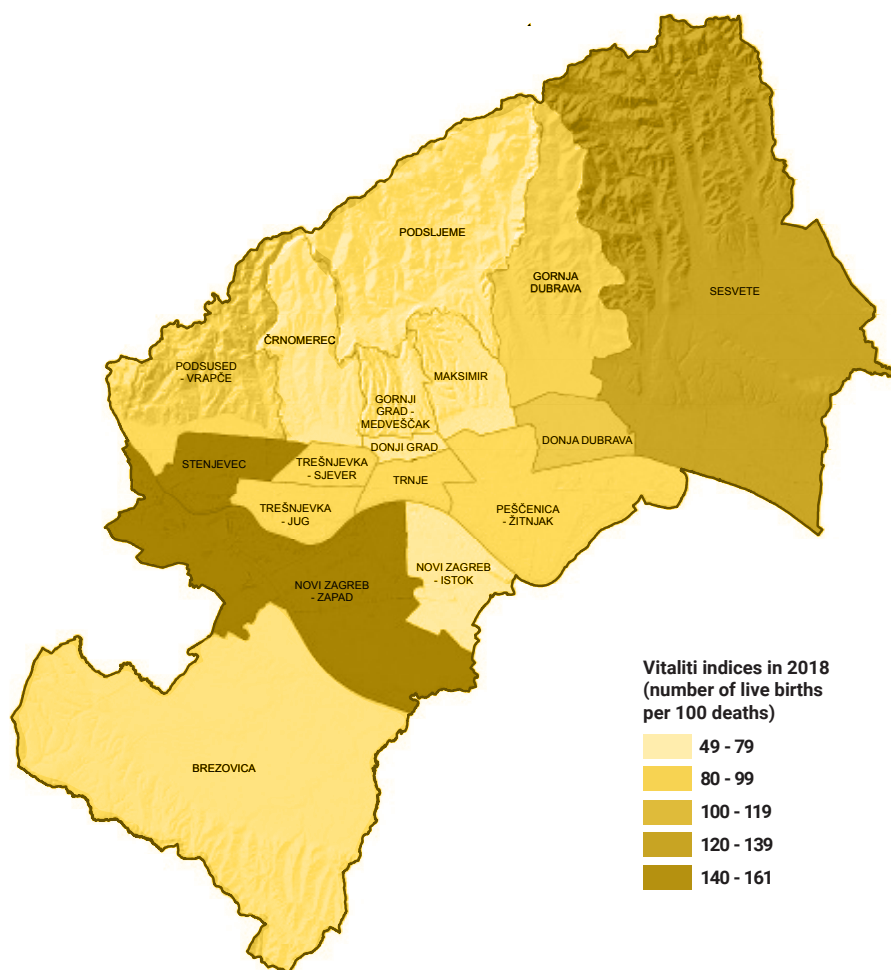 PODSLJEME
GORNJA
DUBRAVA
SESVETE
ČRNOMEREC
PODSUSED
- VRAPČE
MAKSIMIR
GORNJI
GRAD -
MEDVEŠČAK
DONJI GRAD
DONJA DUBRAVA
STENJEVEC
TREŠNJEVKA
- SJEVER
TRNJE
TREŠNJEVKA
- JUG
PEŠČENICA
- ŽITNJAK
NOVI ZAGREB
- ISTOK
NOVI ZAGREB
- ZAPAD
BREZOVICA
Vitaliti indices in 2018
(number of live births
per 100 deaths)
49 - 79
80 - 99
100 - 119
120 - 139
140 - 161